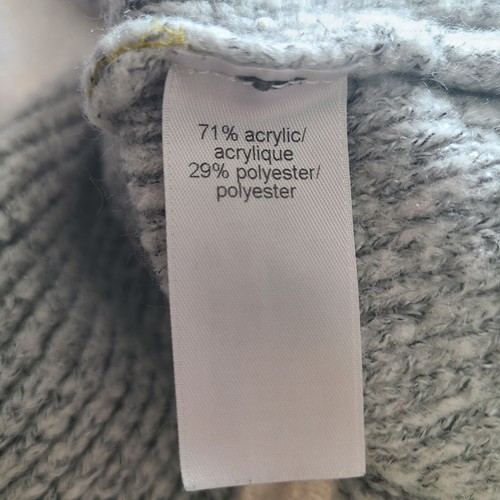 71% acrylic/
acrylique
29% polyester/
polyester